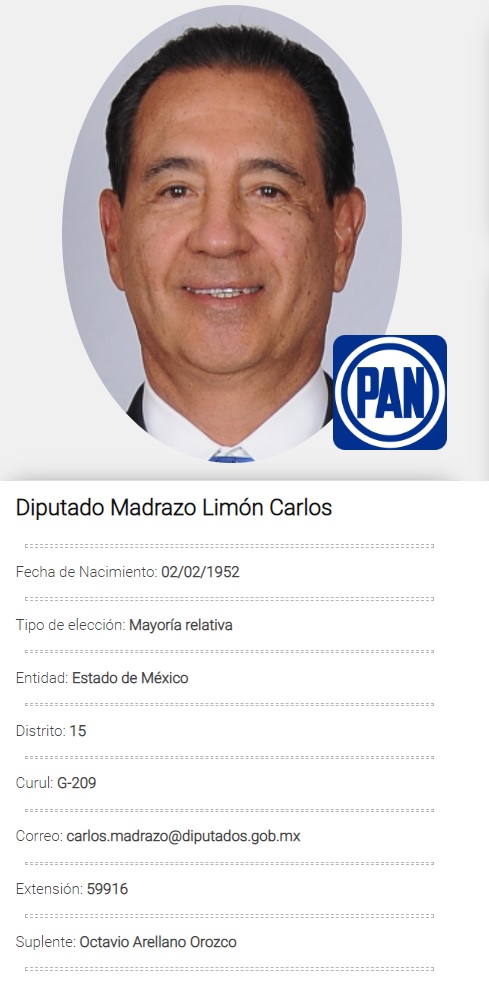 PAN
Diputado Madrazo Limón Carlos
Fecha de Nacimiento: 02/02/1952
Tipo de elección: Mayoría relativa
Entidad: Estado de México
Distrito: 15
Curul: G-209
Correo: carlos.madrazo@diputados.gob.mx
Extensión: 59916
Suplente: Octavio Arellano Orozco